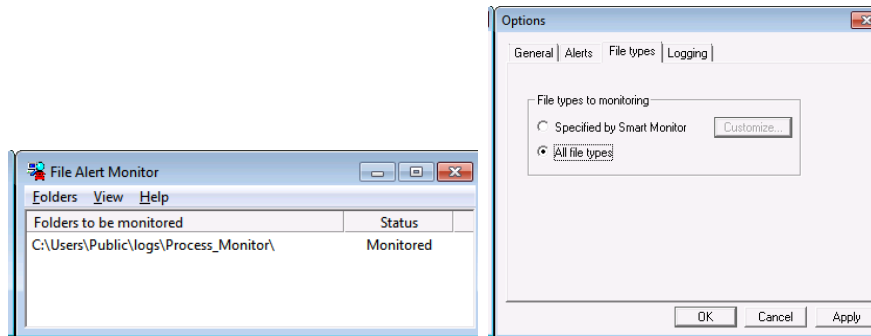 File Alert Monitor
Folders View Help
Folders to be monitored Status
C:\Users\Public\logs\Process_Monitor\ Monitored
Options
General Alerts File types Logging
File types to monitoring
Specified by Smart Monitor Customize...
All file types
OK Cancel Apply